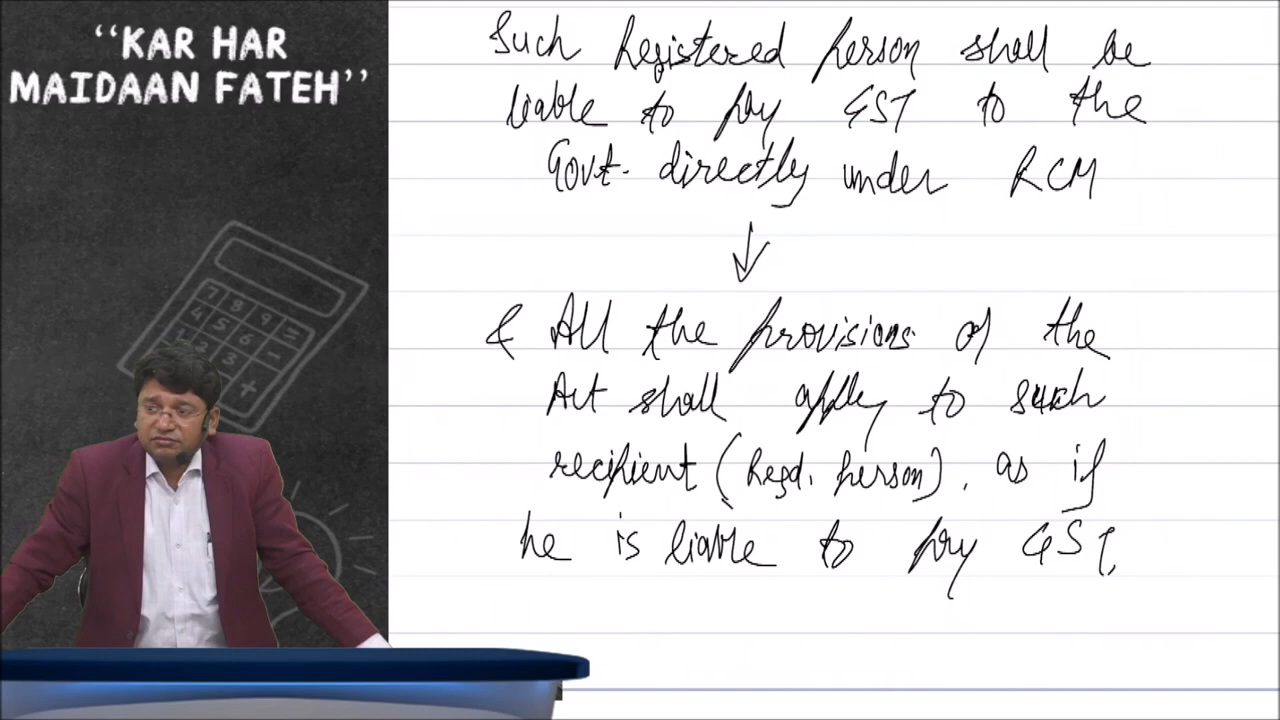 “KAR HAR
MAIDAAN FATEH”
Such Registered person shall be
liable to pay GST to the
Govt. directly under RCM
& All the provisions of the
Act shall apply to such
recipient (Regd. person), as if
he is liable to pay GST.